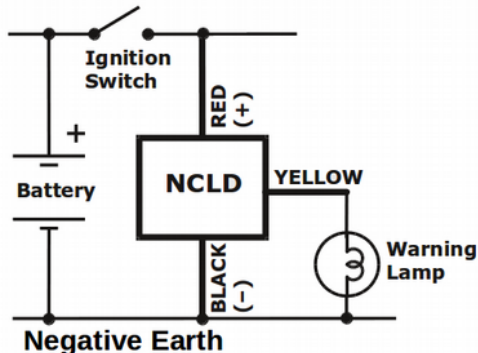 Ignition
Switch
RED
(+)
+
Battery
NCLD
YELLOW
Warning
Lamp
BLACK
(−)
Negative Earth